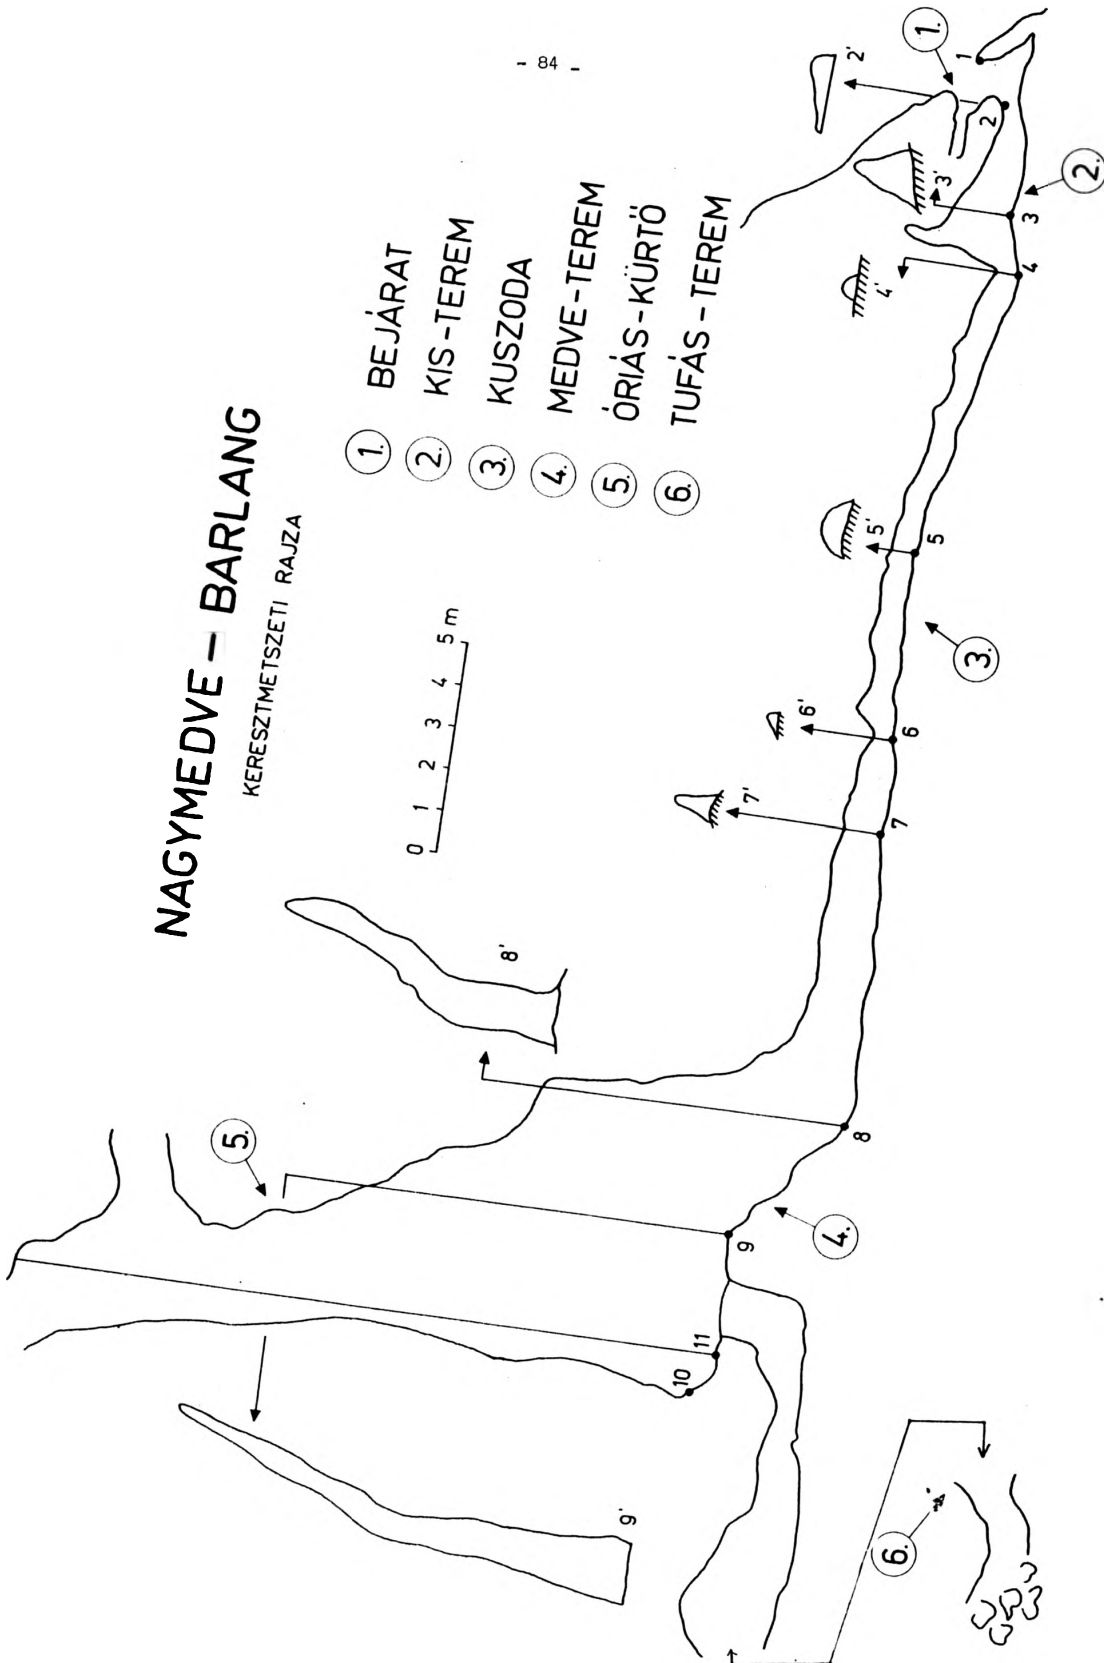 - 84 -
NAGYMEDVE - BARLANG
KERESZTMETSZETI RAJZA
0 1 2 3 4 5 m
1. BEJÁRAT
2. KIS-TEREM
3. KUSZODA
4. MEDVE-TEREM
5. ÓRIÁS-KÜRTŐ
6. TUFÁS-TEREM
1.
2.
3.
4.
5.
6.
1
2
3
4
5
6
7
8
9
10
11
2'
3'
4'
5'
6'
7'
8'
9'